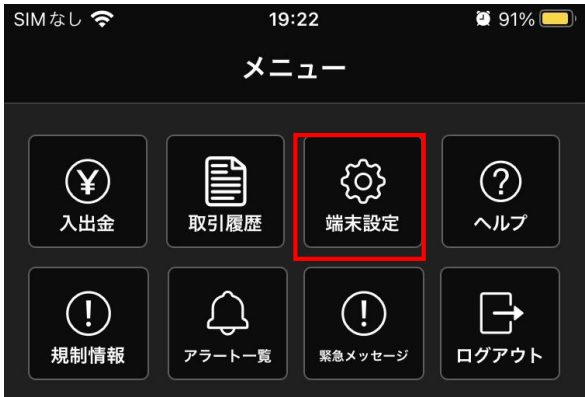 SIMなし 19:22 91%
メニュー
¥
入出金 取引履歴 端末設定 ?
ヘルプ
! !
規制情報 アラート一覧 緊急メッセージ ログアウト